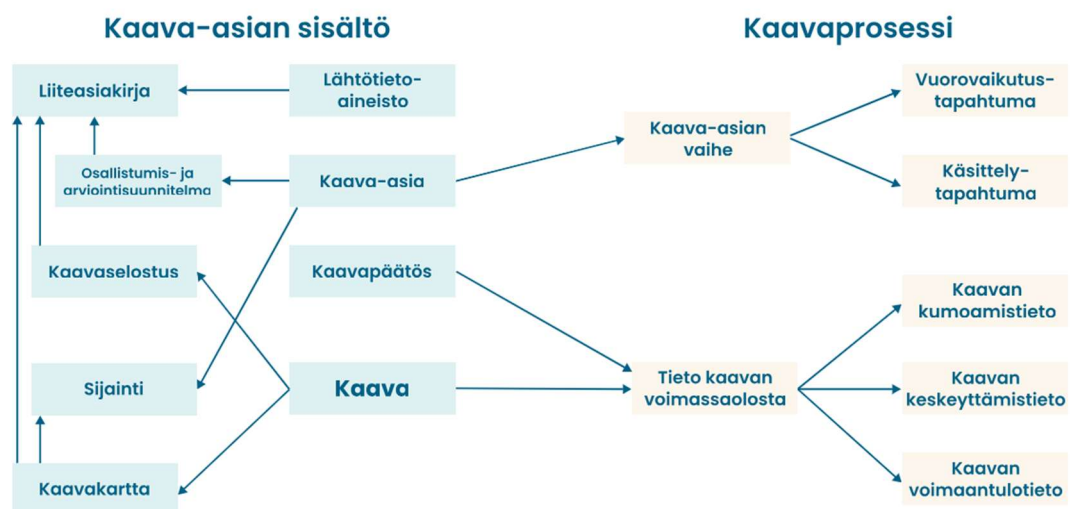 Kaava-asian sisältö
Kaavaprosessi
Liiteasiakirja
Lähtötieto-
aineisto
Osallistumis- ja
arviointisuunnitelma
Kaava-asia
Kaavaselostus
Kaavapäätös
Sijainti
Kaava
Kaavakartta
Kaava-asian
vaihe
Vuorovaikutus-
tapahtuma
Käsittely-
tapahtuma
Tieto kaavan
voimassaolosta
Kaavan
kumoamistieto
Kaavan
keskeyttämistieto
Kaavan
voimaantulotieto